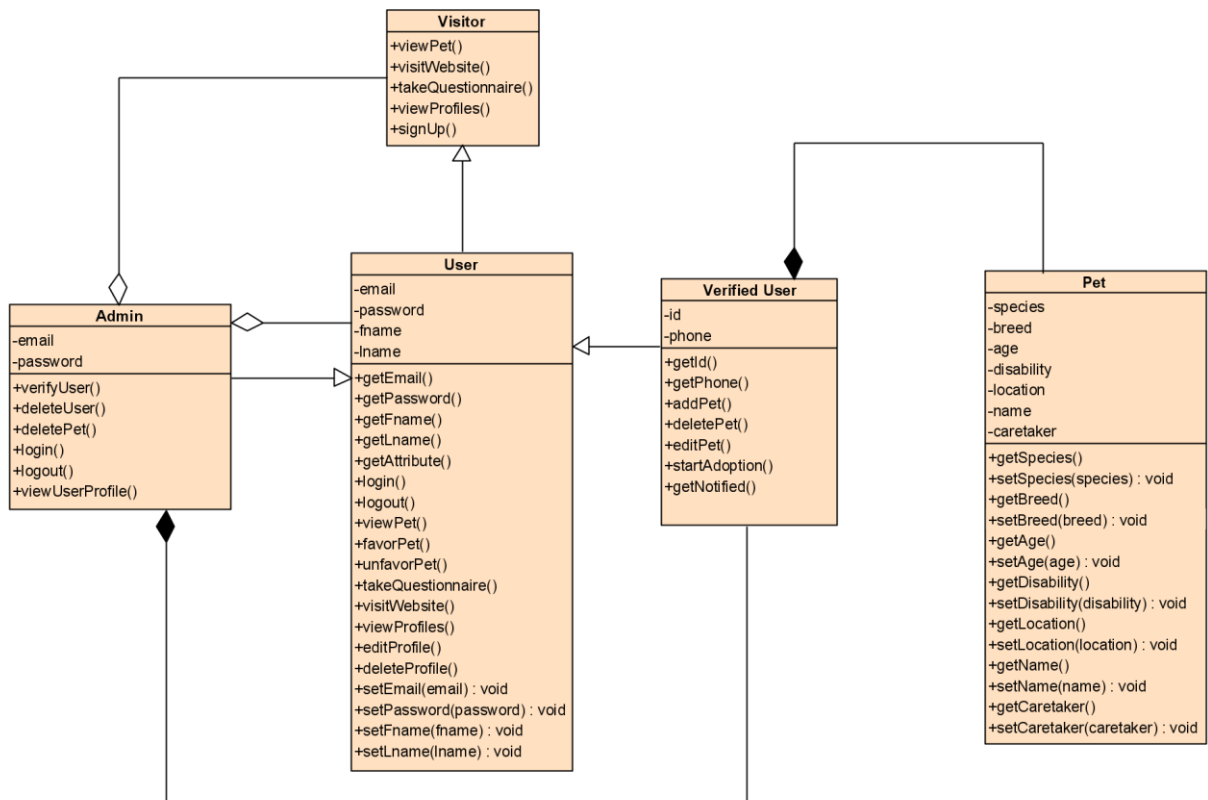 Visitor
+viewPet()
+visitWebsite()
+takeQuestionnaire()
+viewProfiles()
+signUp()
Admin
-email
-password
+verifyUser()
+deleteUser()
+deletePet()
+login()
+logout()
+viewUserProfile()
User
-email
-password
-fname
-lname
+getEmail()
+getPassword()
+getFname()
+getLname()
+getAttribute()
+login()
+logout()
+viewPet()
+favorPet()
+unfavorPet()
+takeQuestionnaire()
+visitWebsite()
+viewProfiles()
+editProfile()
+deleteProfile()
+setEmail(email) : void
+setPassword(password) : void
+setFname(fname) : void
+setLname(lname) : void
Verified User
-id
-phone
+getId()
+getPhone()
+addPet()
+deletePet()
+editPet()
+startAdoption()
+getNotified()
Pet
-species
-breed
-age
-disability
-location
-name
-caretaker
+getSpecies()
+setSpecies(species) : void
+getBreed()
+setBreed(breed) : void
+getAge()
+setAge(age) : void
+getDisability()
+setDisability(disability) : void
+getLocation()
+setLocation(location) : void
+getName()
+setName(name) : void
+getCaretaker()
+setCaretaker(caretaker) : void